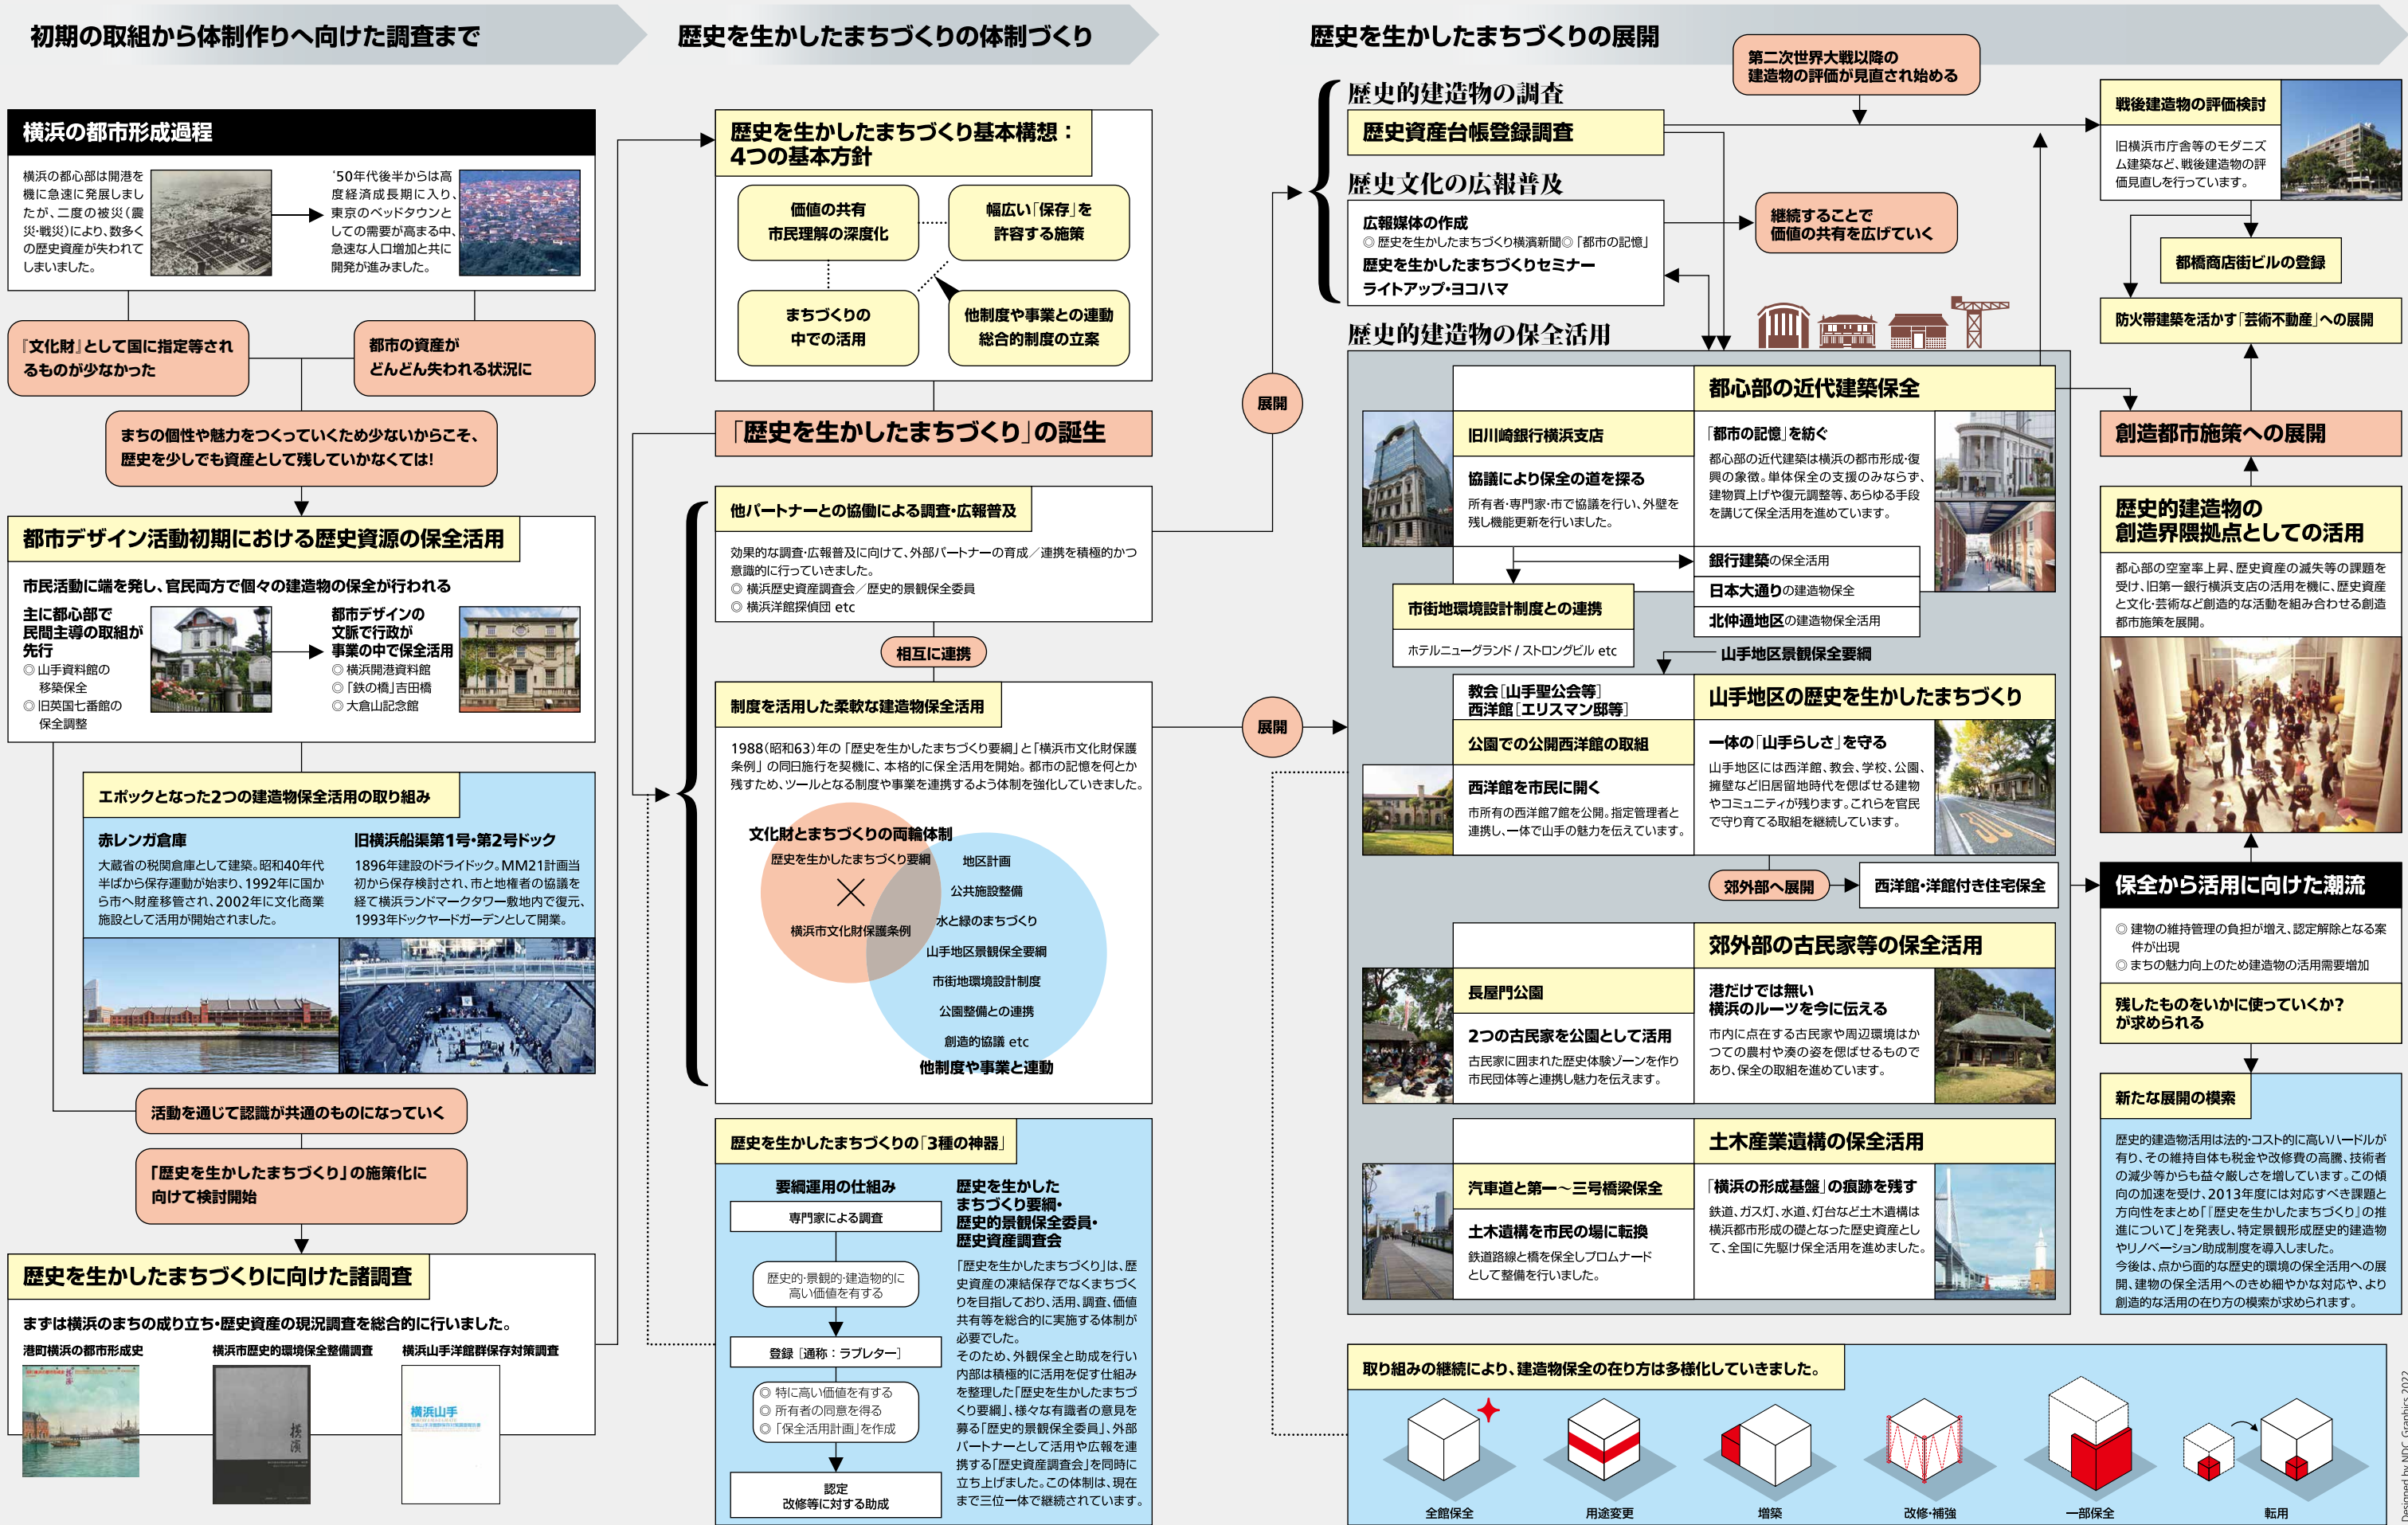 初期の取組から体制作りへ向けた調査まで
横浜の都市形成過程
横浜の都心部は開港を
機に急速に発展しまし
たが、二度の被災（震
災・戦災）により、数多く
の歴史資産が失われて
しまいました。
'50年代後半からは高
度経済成長期に入り、
東京のベッドタウンと
しての需要が高まる中、
急速な人口増加と共に
開発が進みました。
『文化財』として国に指定等され
るものが少なかった
都市の資産が
どんどん失われる状況に
まちの個性や魅力をつくっていくため少ないからこそ、
歴史を少しでも資産として残していかなくては!
都市デザイン活動初期における歴史資源の保全活用
市民活動に端を発し、官民両方で個々の建造物の保全が行われる
主に都心部で
民間主導の取組が
先行
◎ 山手資料館の
移築保全
◎ 旧英国七番館の
保全調整
都市デザインの
文脈で行政が
事業の中で保全活用
◎ 横浜開港資料館
◎ 「鉄の橋」吉田橋
◎ 大倉山記念館
エポックとなった2つの建造物保全活用の取り組み
赤レンガ倉庫
大蔵省の税関倉庫として建築。昭和40年代
半ばから保存運動が始まり、1992年に国か
ら市へ財産移管され、2002年に文化商業
施設として活用が開始されました。
旧横浜船渠第1号・第2号ドック
1896年建設のドライドック。MM21計画当
初から保存検討され、市と地権者の協議を
経て横浜ランドマークタワー敷地内で復元、
1993年ドックヤードガーデンとして開業。
活動を通じて認識が共通のものになっていく
「歴史を生かしたまちづくり」の施策化に
向けて検討開始
歴史を生かしたまちづくりに向けた諸調査
まずは横浜のまちの成り立ち・歴史資産の現況調査を総合的に行いました。
港町横浜の都市形成史
横浜市歴史的環境保全整備調査
横浜
横浜山手洋館群保存対策調査
横浜山手
歴史を生かしたまちづくりの体制づくり
歴史を生かしたまちづくり基本構想：
4つの基本方針
価値の共有
市民理解の深度化
幅広い「保存」を
許容する施策
まちづくりの
中での活用
他制度や事業との連動
総合的制度の立案
「歴史を生かしたまちづくり」の誕生
他パートナーとの協働による調査・広報普及
効果的な調査・広報普及に向けて、外部パートナーの育成／連携を積極的かつ
意識的に行っていきました。
◎ 横浜歴史資産調査会／歴史的景観保全委員
◎ 横浜洋館探偵団 etc
相互に連携
制度を活用した柔軟な建造物保全活用
1988（昭和63）年の「歴史を生かしたまちづくり要綱」と「横浜市文化財保護
条例」の同日施行を契機に、本格的に保全活用を開始。都市の記憶を何とか
残すため、ツールとなる制度や事業を連携するよう体制を強化していきました。
文化財とまちづくりの両輪体制
歴史を生かしたまちづくり要綱
横浜市文化財保護条例
地区計画
公共施設整備
水と緑のまちづくり
山手地区景観保全要綱
市街地環境設計制度
公園整備との連携
創造的協議 etc
他制度や事業と連動
歴史を生かしたまちづくりの「3種の神器」
要綱運用の仕組み
専門家による調査
歴史的・景観的・建造物的に
高い価値を有する
登録［通称：ラブレター］
◎ 特に高い価値を有する
◎ 所有者の同意を得る
◎ 「保全活用計画」を作成
認定
改修等に対する助成
歴史を生かした
まちづくり要綱・
歴史的景観保全委員・
歴史資産調査会
「歴史を生かしたまちづくり」は、歴
史資産の凍結保存でなくまちづく
りを目指しており、活用、調査、価値
共有等を総合的に実施する体制が
必要でした。
そのため、外観保全と助成を行い
内部は積極的に活用を促す仕組み
を整理した「歴史を生かしたまちづ
くり要綱」、様々な有識者の意見を
募る「歴史的景観保全委員」、外部
パートナーとして活用や広報を連
携する「歴史資産調査会」を同時に
立ち上げました。この体制は、現在
まで三位一体で継続されています。
展開
展開
歴史を生かしたまちづくりの展開
第二次世界大戦以降の
建造物の評価が見直され始める
歴史的建造物の調査
歴史資産台帳登録調査
歴史文化の広報普及
広報媒体の作成
◎ 歴史を生かしたまちづくり横濱新聞◎「都市の記憶」
歴史を生かしたまちづくりセミナー
ライトアップ・ヨコハマ
継続することで
価値の共有を広げていく
歴史的建造物の保全活用
都心部の近代建築保全
旧川崎銀行横浜支店
協議により保全の道を探る
所有者・専門家・市で協議を行い、外壁を
残し機能更新を行いました。
「都市の記憶」を紡ぐ
都心部の近代建築は横浜の都市形成・復
興の象徴。単体保全の支援のみならず、
建物買上げや復元調整等、あらゆる手段
を講じて保全活用を進めています。
銀行建築の保全活用
日本大通りの建造物保全
北仲通地区の建造物保全活用
市街地環境設計制度との連携
ホテルニューグランド / ストロングビル etc
山手地区景観保全要綱
教会［山手聖公会等］
西洋館［エリスマン邸等］
山手地区の歴史を生かしたまちづくり
公園での公開西洋館の取組
西洋館を市民に開く
市所有の西洋館7館を公開。指定管理者と
連携し、一体で山手の魅力を伝えています。
一体の「山手らしさ」を守る
山手地区には西洋館、教会、学校、公園、
擁壁など旧居留地時代を偲ばせる建物
やコミュニティが残ります。これらを官民
で守り育てる取組を継続しています。
郊外部へ展開
西洋館・洋館付き住宅保全
郊外部の古民家等の保全活用
長屋門公園
2つの古民家を公園として活用
古民家に囲まれた歴史体験ゾーンを作り
市民団体等と連携し魅力を伝えます。
港だけでは無い
横浜のルーツを今に伝える
市内に点在する古民家や周辺環境はか
つての農村や湊の姿を偲ばせるもので
あり、保全の取組を進めています。
土木産業遺構の保全活用
汽車道と第一〜三号橋梁保全
土木遺構を市民の場に転換
鉄道路線と橋を保全しプロムナード
として整備を行いました。
「横浜の形成基盤」の痕跡を残す
鉄道、ガス灯、水道、灯台など土木遺構は
横浜都市形成の礎となった歴史資産とし
て、全国に先駆け保全活用を進めました。
戦後建造物の評価検討
旧横浜市庁舎等のモダニズ
ム建築など、戦後建造物の評
価見直しを行っています。
都橋商店街ビルの登録
防火帯建築を活かす「芸術不動産」への展開
創造都市施策への展開
歴史的建造物の
創造界隈拠点としての活用
都心部の空室率上昇、歴史資産の滅失等の課題を
受け、旧第一銀行横浜支店の活用を機に、歴史資産
と文化・芸術など創造的な活動を組み合わせる創造
都市施策を展開。
保全から活用に向けた潮流
◎ 建物の維持管理の負担が増え、認定解除となる案
件が出現
◎ まちの魅力向上のため建造物の活用需要増加
残したものをいかに使っていくか?
が求められる
新たな展開の模索
歴史的建造物活用は法的・コスト的に高いハードルが
有り、その維持自体も税金や改修費の高騰、技術者
の減少等からも益々厳しさを増しています。この傾
向の加速を受け、2013年度には対応すべき課題と
方向性をまとめ「『歴史を生かしたまちづくり』の推
進について」を発表し、特定景観形成歴史的建造物
やリノベーション助成制度を導入しました。
今後は、点から面的な歴史的環境の保全活用への展
開、建物の保全活用へのきめ細やかな対応や、より
創造的な活用の在り方の模索が求められます。
取り組みの継続により、建造物保全の在り方は多様化していきました。
全館保全
用途変更
増築
改修・補強
一部保全
転用
Designed by NDC Graphics 2022